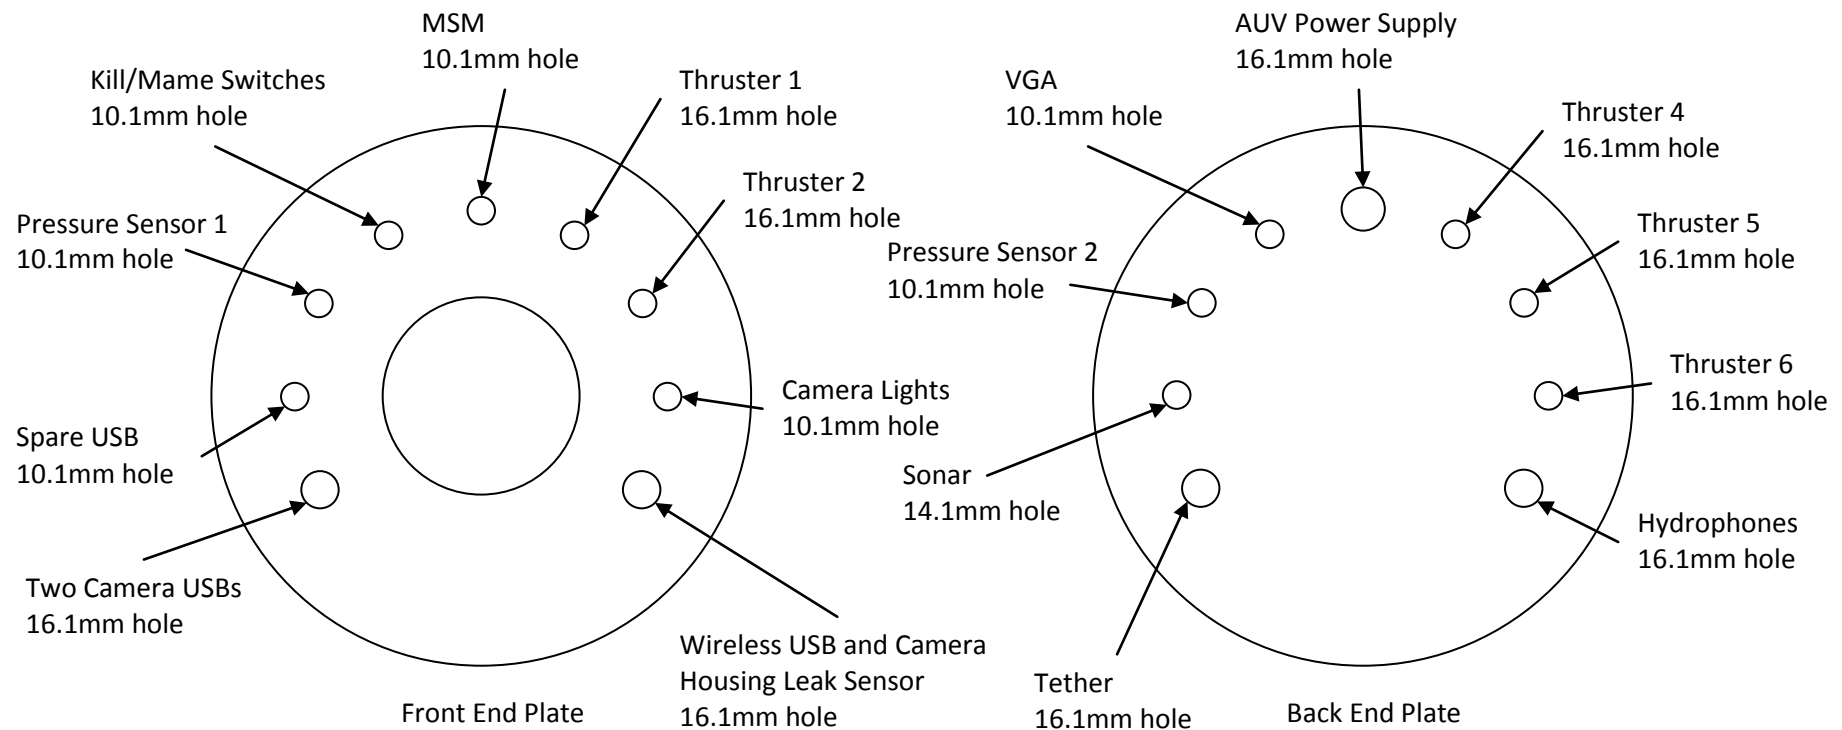 MSM
10.1mm hole
Kill/Mame Switches
10.1mm hole
Thruster 1
16.1mm hole
Thruster 2
16.1mm hole
Pressure Sensor 1
10.1mm hole
Camera Lights
10.1mm hole
Spare USB
10.1mm hole
Two Camera USBs
16.1mm hole
Wireless USB and Camera
Housing Leak Sensor
16.1mm hole
Front End Plate
AUV Power Supply
16.1mm hole
VGA
10.1mm hole
Thruster 4
16.1mm hole
Thruster 5
16.1mm hole
Pressure Sensor 2
10.1mm hole
Thruster 6
16.1mm hole
Sonar
14.1mm hole
Hydrophones
16.1mm hole
Tether
16.1mm hole
Back End Plate